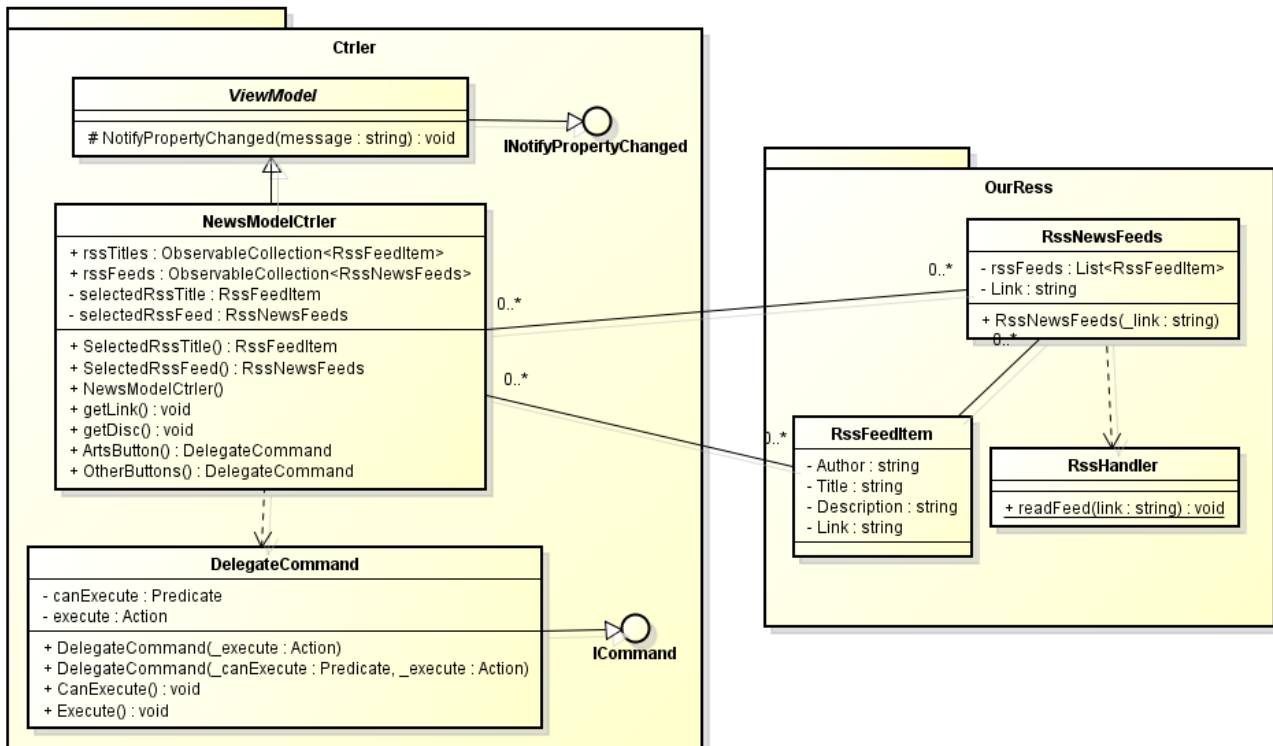 Ctrler
ViewModel
# NotifyPropertyChanged(message : string) : void
INotifyPropertyChanged
NewsModelCtrler
+ rssTitles : ObservableCollection<RssFeedItem>
+ rssFeeds : ObservableCollection<RssNewsFeeds>
- selectedRssTitle : RssFeedItem
- selectedRssFeed : RssNewsFeeds
+ SelectedRssTitle() : RssFeedItem
+ SelectedRssFeed() : RssNewsFeeds
+ NewsModelCtrler()
+ getLink() : void
+ getDisc() : void
+ ArtsButton() : DelegateCommand
+ OtherButtons() : DelegateCommand
0..*
0..*
DelegateCommand
- canExecute : Predicate
- execute : Action
+ DelegateCommand(_execute : Action)
+ DelegateCommand(_canExecute : Predicate, _execute : Action)
+ CanExecute() : void
+ Execute() : void
ICommand
OurRess
RssNewsFeeds
- rssFeeds : List<RssFeedItem>
- Link : string
+ RssNewsFeeds(_link : string)
0..*
0..*
0..*
RssFeedItem
- Author : string
- Title : string
- Description : string
- Link : string
RssHandler
+ readFeed(link : string) : void